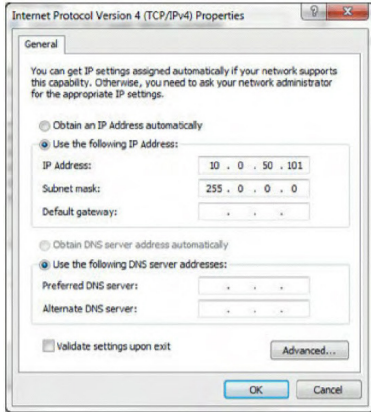 Internet Protocol Version 4 (TCP/IPv4) Properties
General
You can get IP settings assigned automatically if your network supports
this capability. Otherwise, you need to ask your network administrator
for the appropriate IP settings.
Obtain an IP Address automatically
Use the following IP Address:
IP Address: 10 . 0 . 50 . 101
Subnet mask: 255 . 0 . 0 . 0
Default gateway: . . .
Obtain DNS server address automatically
Use the following DNS server addresses:
Preferred DNS server: . . .
Alternate DNS server: . . .
Validate settings upon exit
Advanced...
OK Cancel